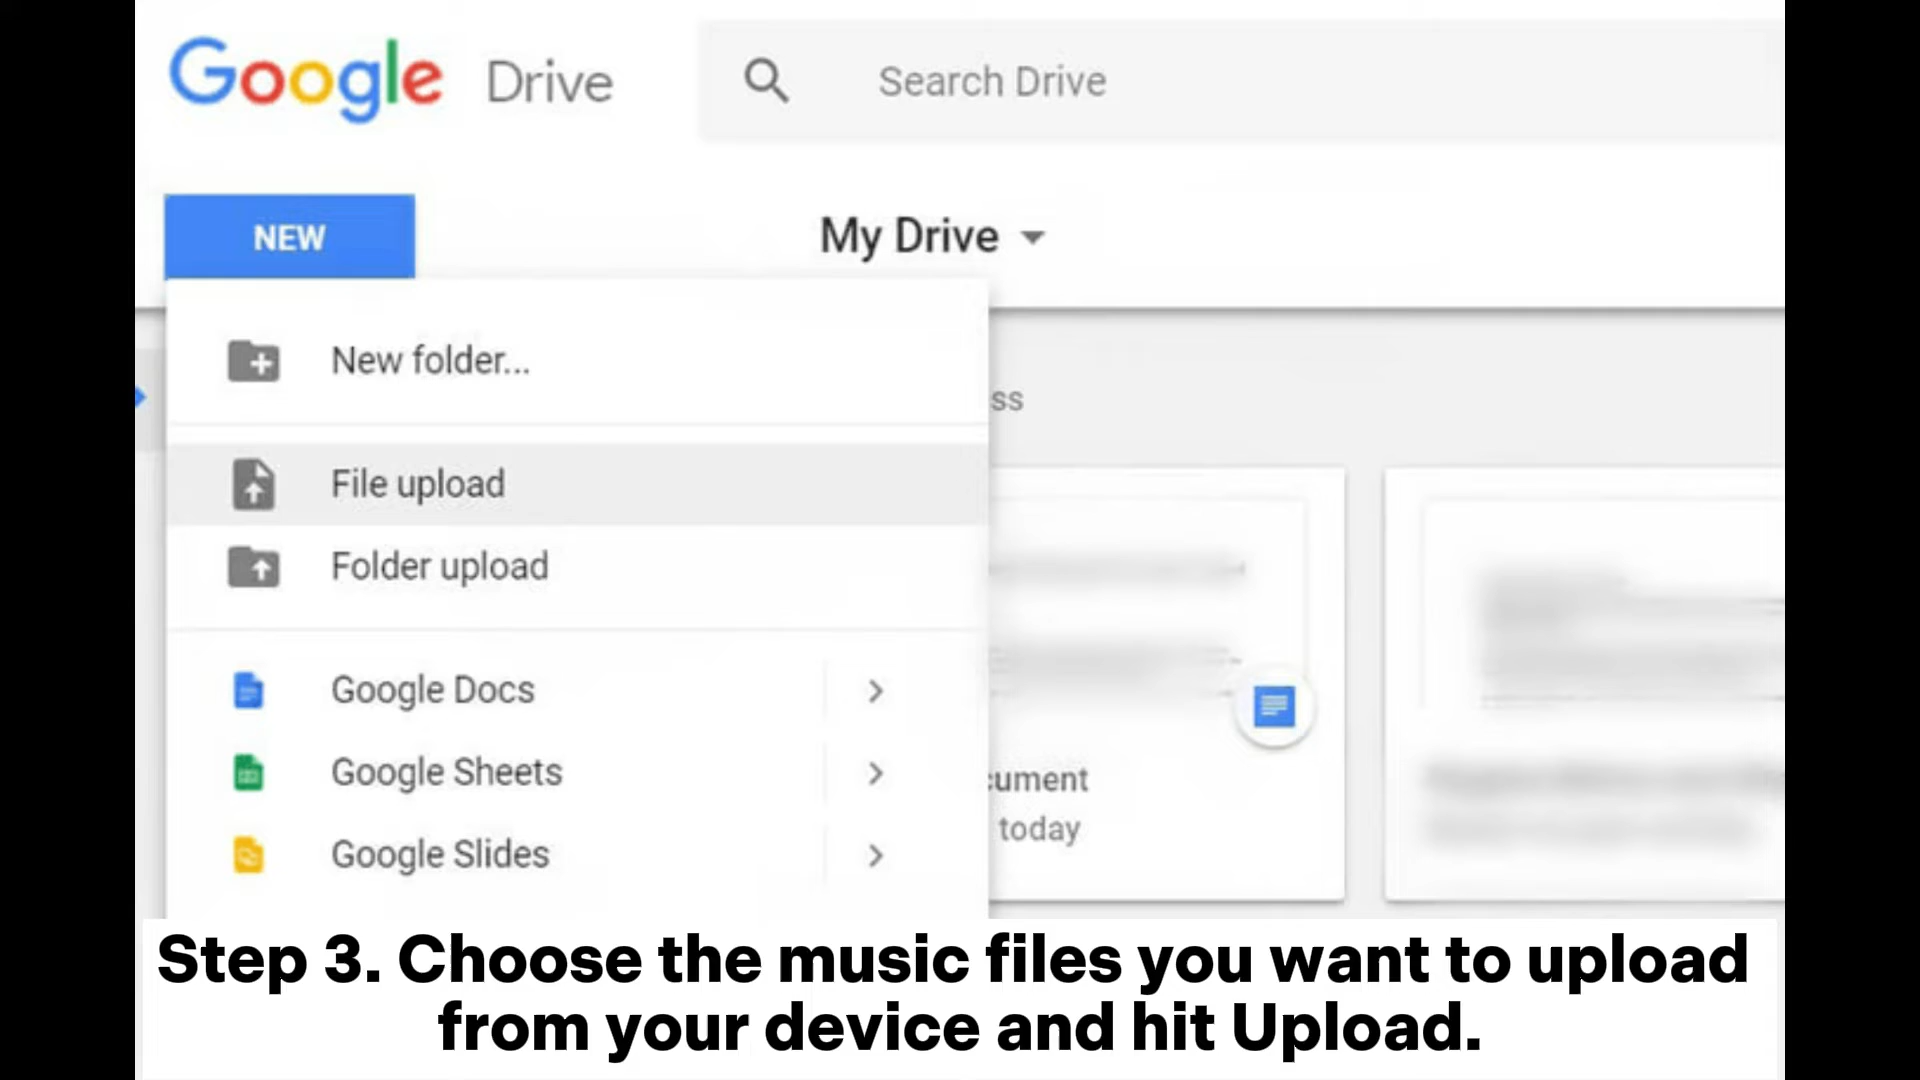 Google Drive
Search Drive
NEW
My Drive
New folder...
ss
File upload
Folder upload
Google Docs
Google Sheets
cument
today
Google Slides
Step 3. Choose the music files you want to upload
from your device and hit Upload.